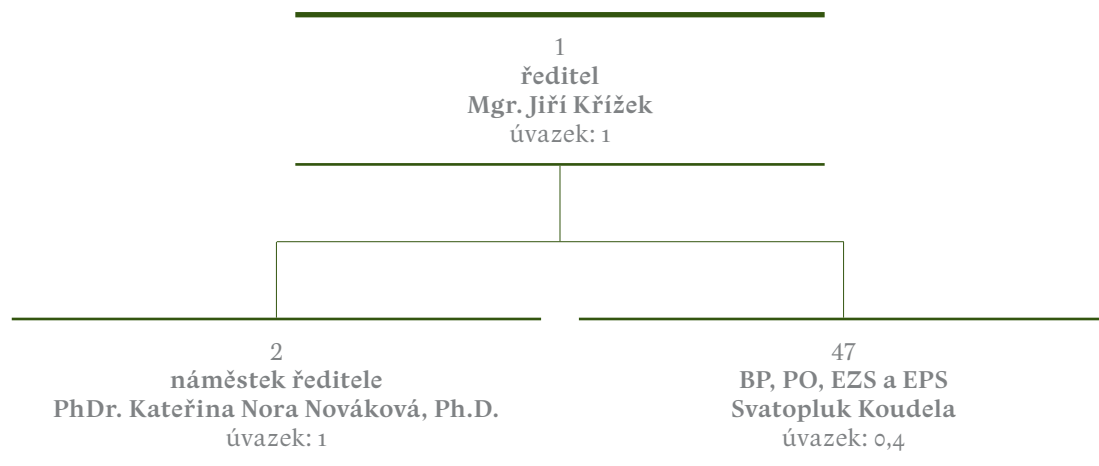 1
ředitel
Mgr. Jiří Křížek
úvazek: 1
2
náměstek ředitele
PhDr. Kateřina Nora Nováková, Ph.D.
úvazek: 1
47
BP, PO, EZS a EPS
Svatopluk Koudela
úvazek: 0,4